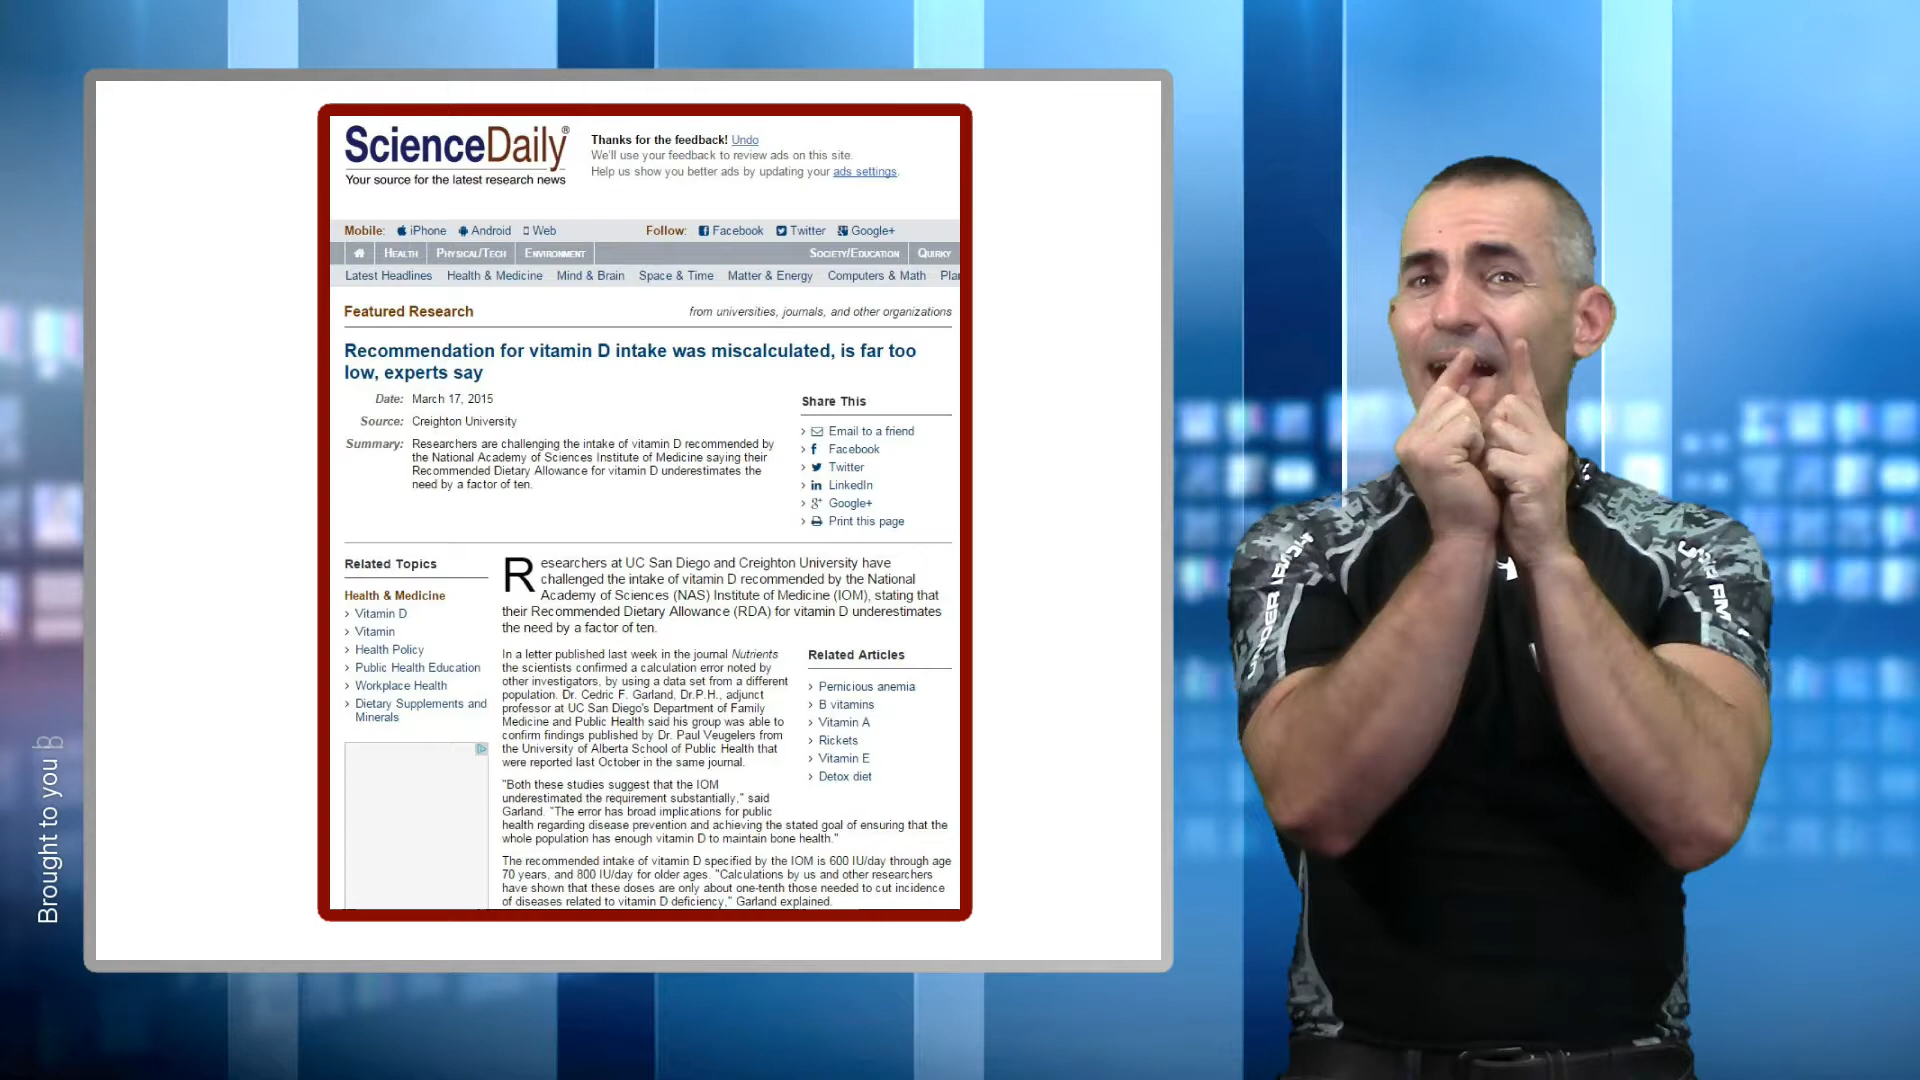 ScienceDaily®
Your source for the latest research news
Thanks for the feedback! Undo
We'll use your feedback to review ads on this site.
Help us show you better ads by updating your ads settings.
Mobile: iPhone Android Web
Follow: Facebook Twitter Google+
HEALTH PHYSICAL/TECH ENVIRONMENT SOCIETY/EDUCATION QUIRKY
Latest Headlines Health & Medicine Mind & Brain Space & Time Matter & Energy Computers & Math Pla
Featured Research
from universities, journals, and other organizations
Recommendation for vitamin D intake was miscalculated, is far too
low, experts say
Date: March 17, 2015
Source: Creighton University
Summary: Researchers are challenging the intake of vitamin D recommended by
the National Academy of Sciences Institute of Medicine saying their
Recommended Dietary Allowance for vitamin D underestimates the
need by a factor of ten.
Share This
Email to a friend
Facebook
Twitter
LinkedIn
Google+
Print this page
Related Topics
Health & Medicine
Vitamin D
Vitamin
Health Policy
Public Health Education
Workplace Health
Dietary Supplements and
Minerals
Researchers at UC San Diego and Creighton University have
challenged the intake of vitamin D recommended by the National
Academy of Sciences (NAS) Institute of Medicine (IOM), stating that
their Recommended Dietary Allowance (RDA) for vitamin D underestimates
the need by a factor of ten.
In a letter published last week in the journal Nutrients
the scientists confirmed a calculation error noted by
other investigators, by using a data set from a different
population. Dr. Cedric F. Garland, Dr.P.H., adjunct
professor at UC San Diego's Department of Family
Medicine and Public Health said his group was able to
confirm findings published by Dr. Paul Veugelers from
the University of Alberta School of Public Health that
were reported last October in the same journal.
Related Articles
Pernicious anemia
B vitamins
Vitamin A
Rickets
Vitamin E
Detox diet
"Both these studies suggest that the IOM
underestimated the requirement substantially," said
Garland. "The error has broad implications for public
health regarding disease prevention and achieving the stated goal of ensuring that the
whole population has enough vitamin D to maintain bone health."
The recommended intake of vitamin D specified by the IOM is 600 IU/day through age
70 years, and 800 IU/day for older ages. "Calculations by us and other researchers
have shown that these doses are only about one-tenth those needed to cut incidence
of diseases related to vitamin D deficiency," Garland explained.
Brought to you
UNDER ARMOUR